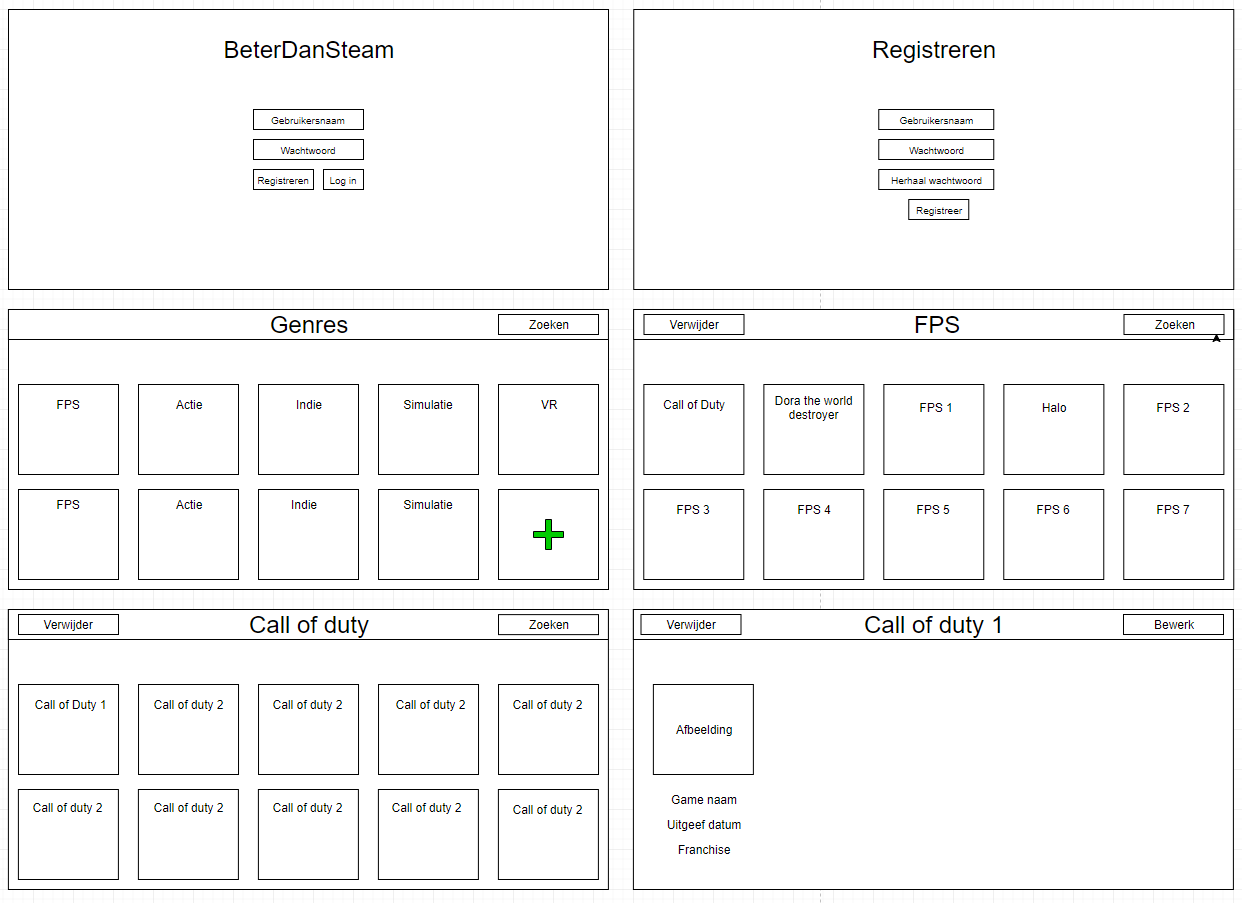 BeterDanSteam
Gebruikersnaam
Wachtwoord
Registreren
Log in
Registreren
Gebruikersnaam
Wachtwoord
Herhaal wachtwoord
Registreer
Genres
Zoeken
FPS
Actie
Indie
Simulatie
VR
FPS
Actie
Indie
Simulatie
Verwijder
FPS
Zoeken
Call of Duty
Dora the world
destroyer
FPS 1
Halo
FPS 2
FPS 3
FPS 4
FPS 5
FPS 6
FPS 7
Verwijder
Call of duty
Zoeken
Call of Duty 1
Call of duty 2
Call of duty 2
Call of duty 2
Call of duty 2
Call of duty 2
Call of duty 2
Call of duty 2
Call of duty 2
Call of duty 2
Verwijder
Call of duty 1
Bewerk
Afbeelding
Game naam
Uitgeef datum
Franchise